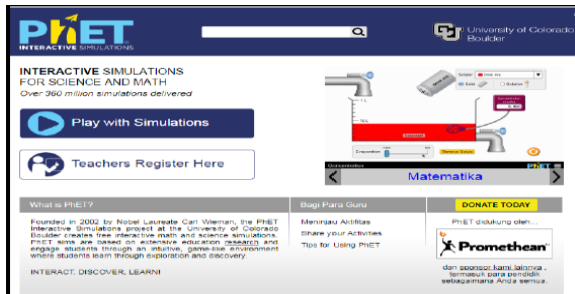 PhET
INTERACTIVE SIMULATIONS
University of Colorado
Boulder
INTERACTIVE SIMULATIONS
FOR SCIENCE AND MATH
Over 360 million simulations delivered
Play with Simulations
Teachers Register Here
Matematika
What is PhET?
Founded in 2002 by Nobel Laureate Carl Wieman, the PhET
Interactive Simulations project at the University of Colorado
Boulder creates free interactive math and science simulations.
PhET sims are based on extensive education research and
engage students through an intuitive, game-like environment
where students learn through exploration and discovery.
INTERACT, DISCOVER, LEARN!
Bagi Para Guru
Meninjau Aktifitas
Share your Activities
Tips for Using PhET
DONATE TODAY
PhET didukung oleh...
Promethean
dan sponsor kami lainnya,
termasuk para pendidik
sebagaimana Anda semua.